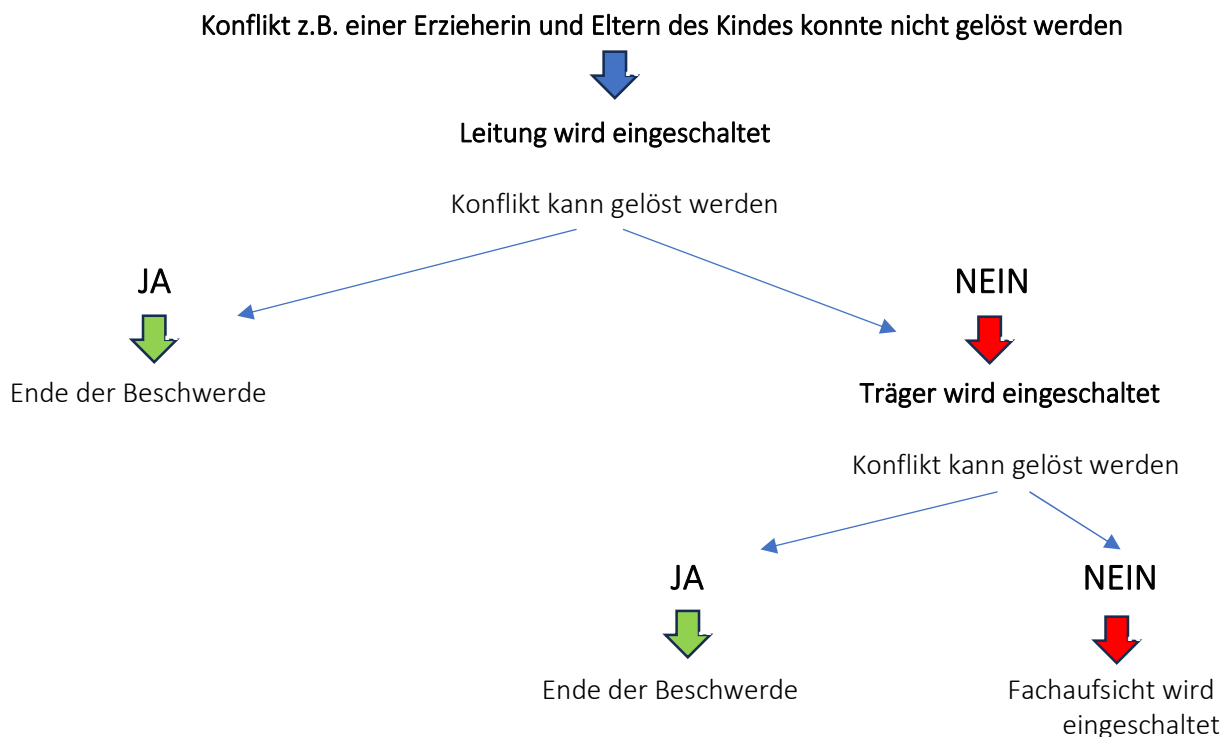 Konflikt z.B. einer Erzieherin und Eltern des Kindes konnte nicht gelöst werden
Leitung wird eingeschaltet
Konflikt kann gelöst werden
JA
NEIN
Ende der Beschwerde
Träger wird eingeschaltet
Konflikt kann gelöst werden
JA
NEIN
Ende der Beschwerde
Fachaufsicht wird
eingeschaltet